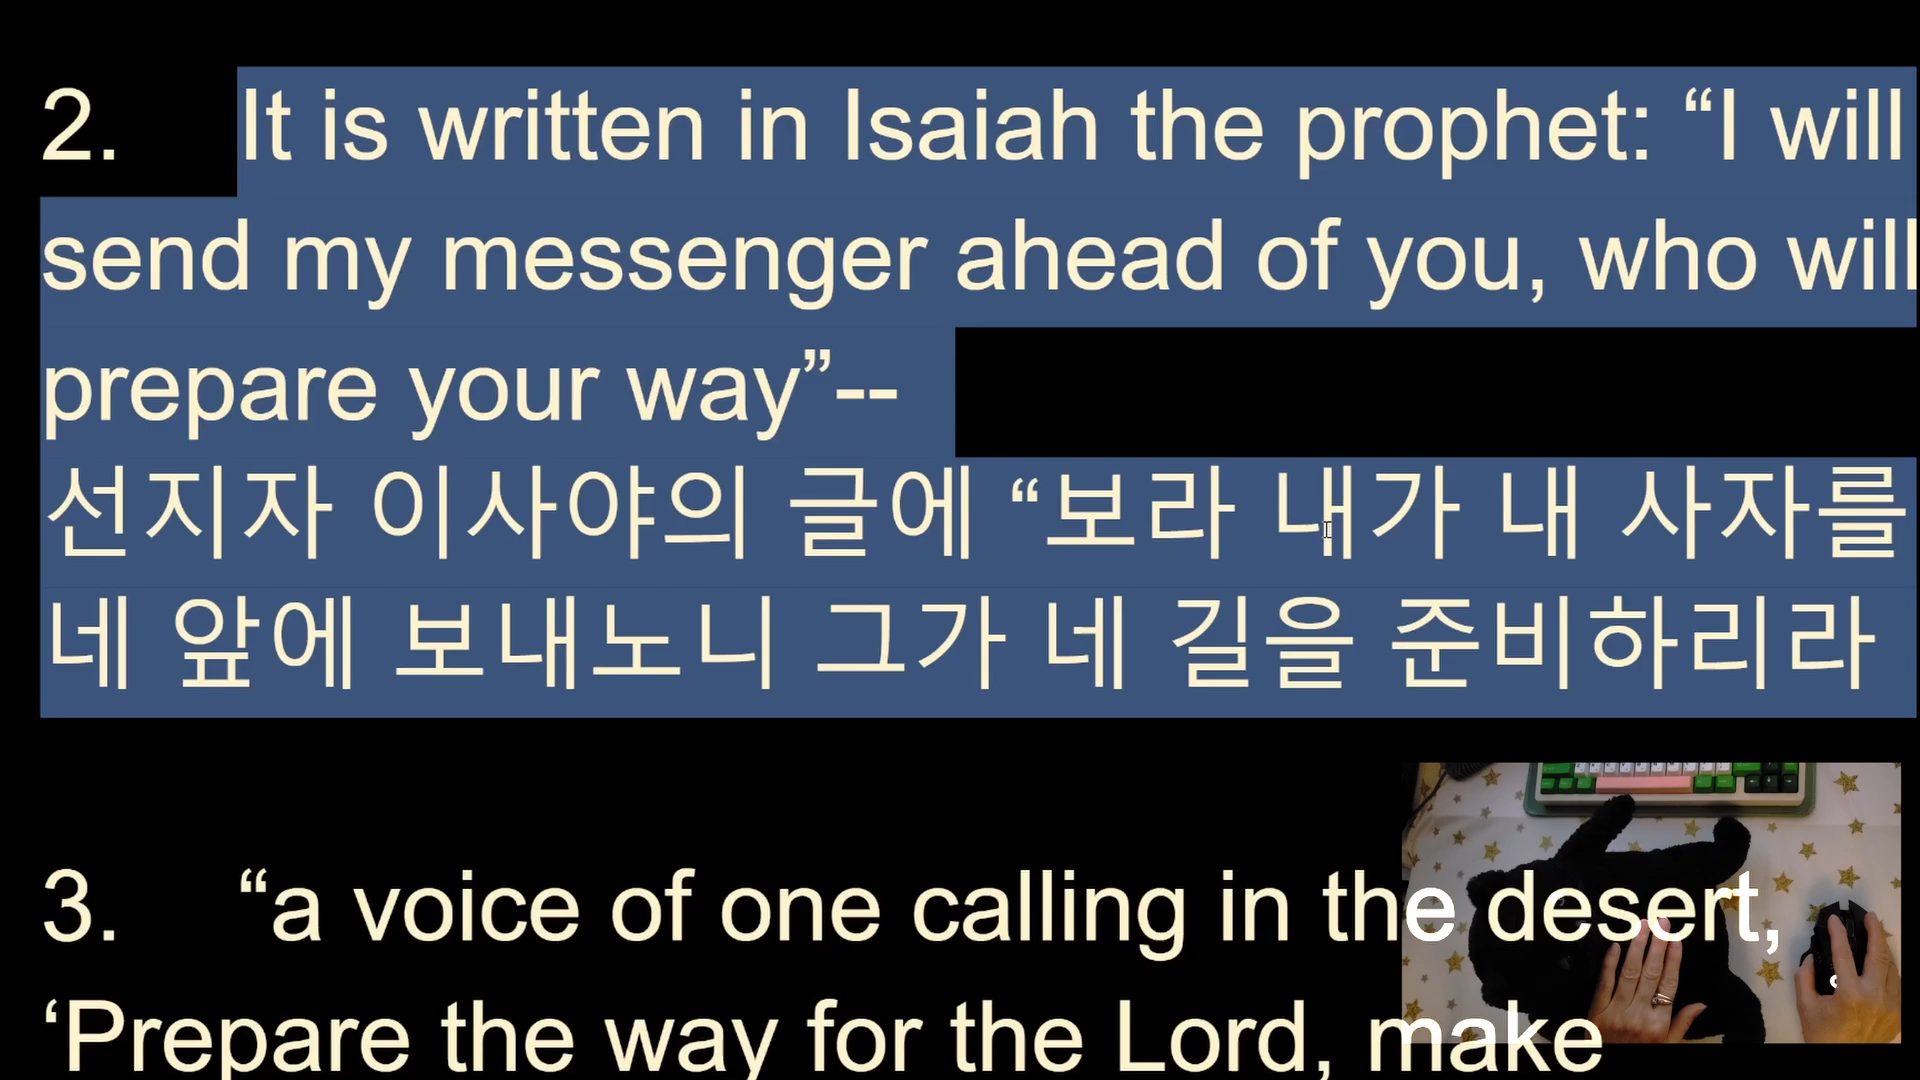 2. It is written in Isaiah the prophet: “I will
send my messenger ahead of you, who will
prepare your way”--
선지자 이사야의 글에 “보라 내가 내 사자를
네 앞에 보내노니 그가 네 길을 준비하리라
3. “a voice of one calling in the desert,
‘Prepare the way for the Lord, make